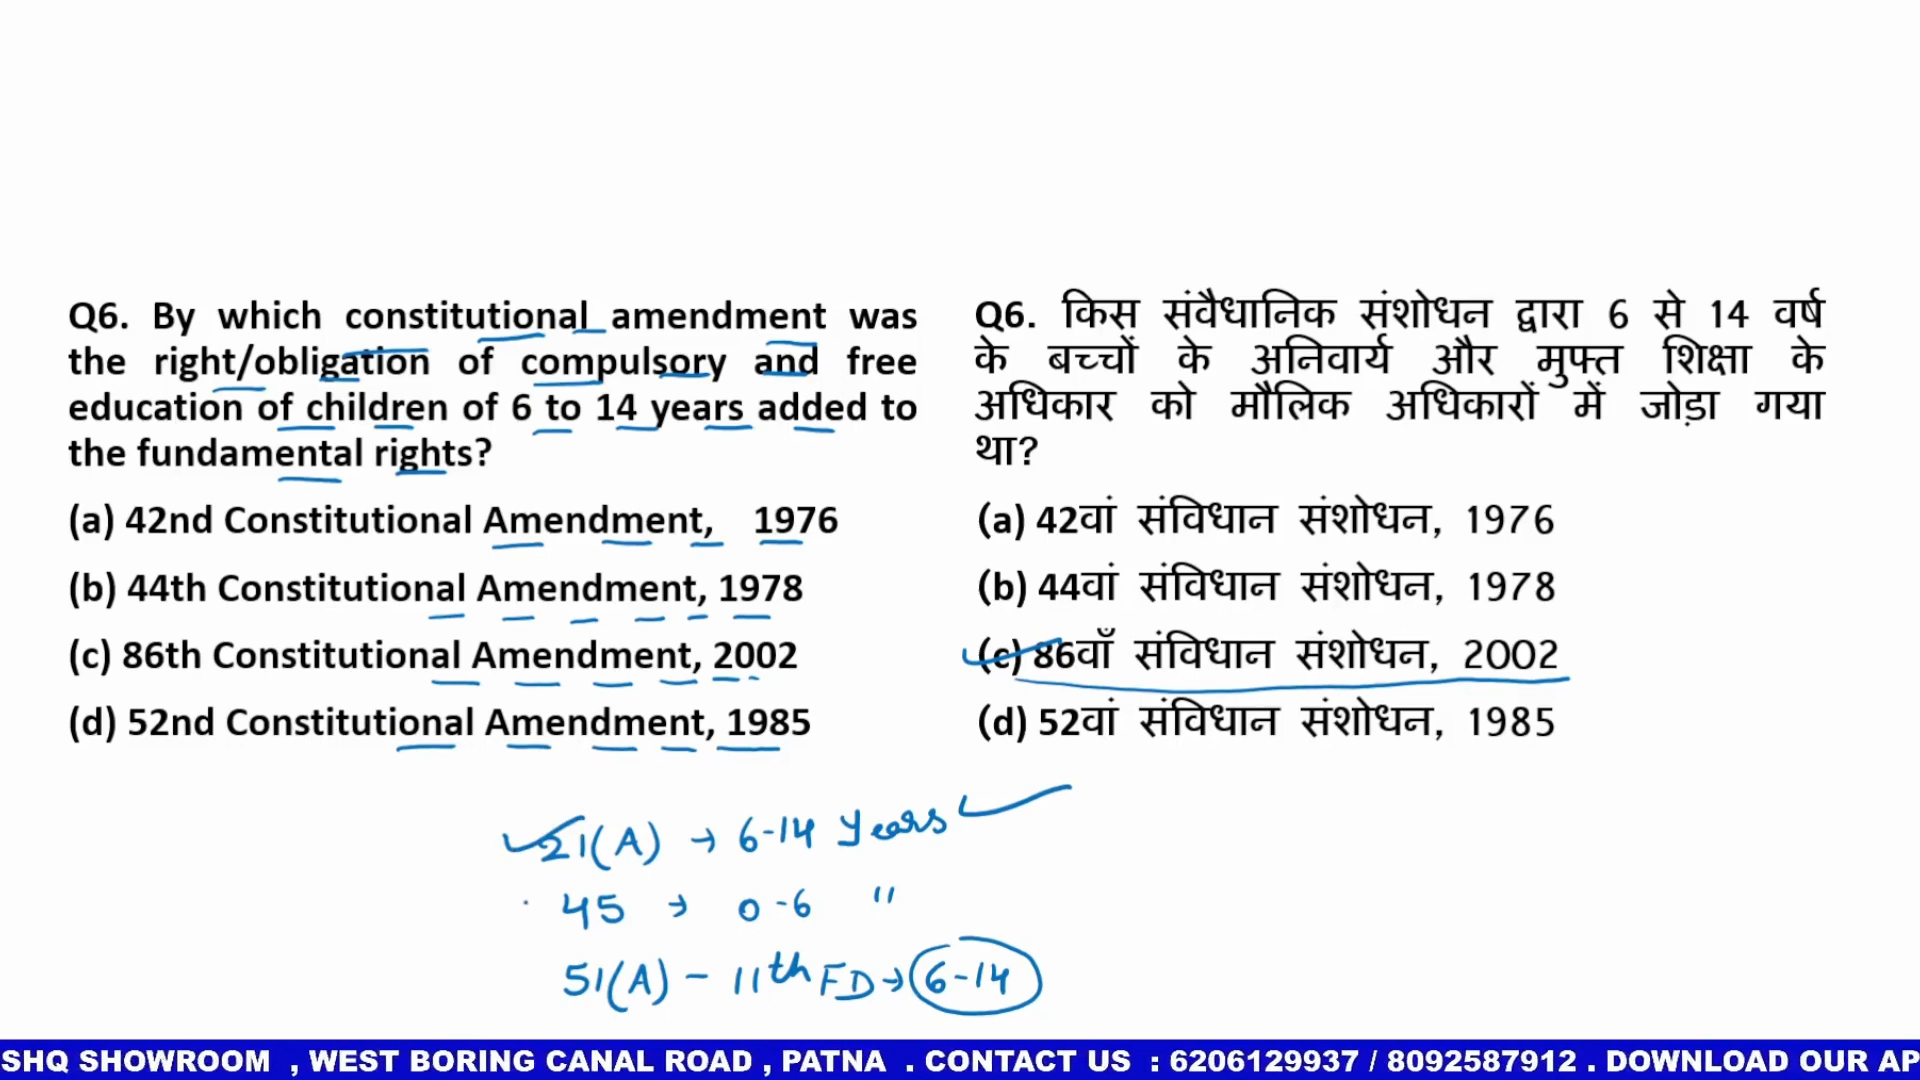 Q6. By which constitutional amendment was
the right/obligation of compulsory and free
education of children of 6 to 14 years added to
the fundamental rights?
(a) 42nd Constitutional Amendment, 1976
(b) 44th Constitutional Amendment, 1978
(c) 86th Constitutional Amendment, 2002
(d) 52nd Constitutional Amendment, 1985
Q6. किस संवैधानिक संशोधन द्वारा 6 से 14 वर्ष
के बच्चों के अनिवार्य और मुफ्त शिक्षा के
अधिकार को मौलिक अधिकारों में जोड़ा गया
था?
(a) 42वां संविधान संशोधन, 1976
(b) 44वां संविधान संशोधन, 1978
(c) 86वाँ संविधान संशोधन, 2002
(d) 52वां संविधान संशोधन, 1985
21(A) → 6-14 Years
45 → 0-6 "
51(A) - 11th FD → 6-14
SHQ SHOWROOM , WEST BORING CANAL ROAD , PATNA . CONTACT US : 6206129937 / 8092587912 . DOWNLOAD OUR AP